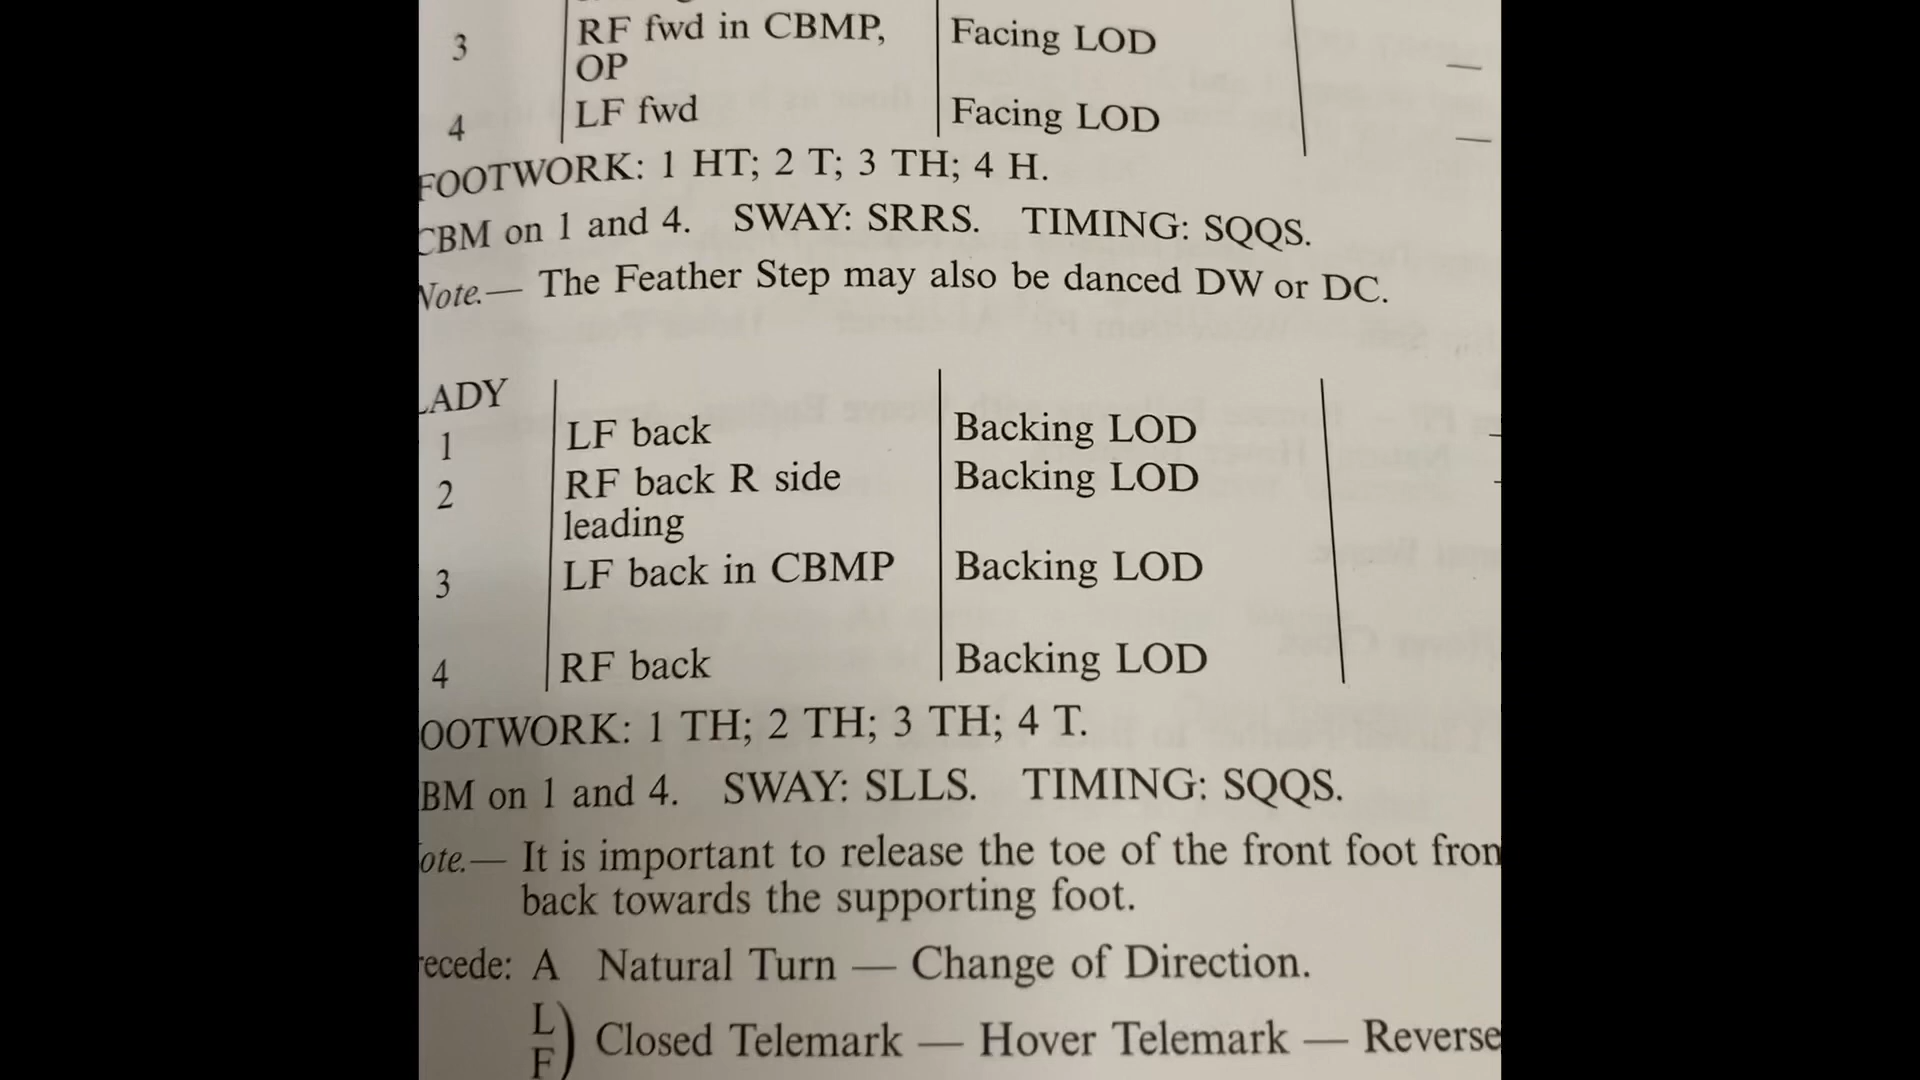 3 RF fwd in CBMP, Facing LOD —
OP
4 LF fwd Facing LOD —
FOOTWORK: 1 HT; 2 T; 3 TH; 4 H.
CBM on 1 and 4. SWAY: SRRS. TIMING: SQQS.
Note.— The Feather Step may also be danced DW or DC.
LADY
1 LF back Backing LOD
2 RF back R side Backing LOD
leading
3 LF back in CBMP Backing LOD
4 RF back Backing LOD
OOTWORK: 1 TH; 2 TH; 3 TH; 4 T.
BM on 1 and 4. SWAY: SLLS. TIMING: SQQS.
ote.— It is important to release the toe of the front foot from
back towards the supporting foot.
recede: A Natural Turn — Change of Direction.
L
F) Closed Telemark — Hover Telemark — Reverse